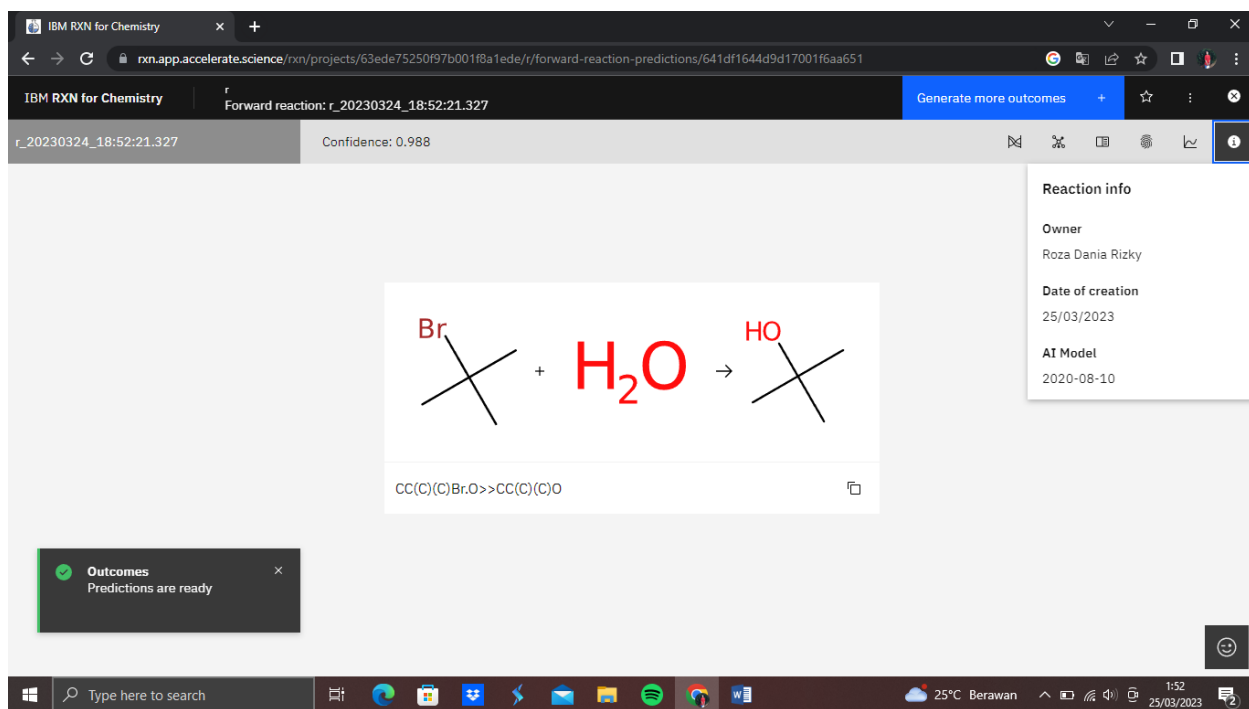 IBM RXN for Chemistry
rxn.app.accelerate.science/rxn/projects/63ede75250f97b001f8a1ede/r/forward-reaction-predictions/641df1644d9d17001f6aa651
IBM RXN for Chemistry
r
Forward reaction: r_20230324_18:52:21.327
Generate more outcomes +
r_20230324_18:52:21.327
Confidence: 0.988
Reaction info
Owner
Roza Dania Rizky
Date of creation
25/03/2023
AI Model
2020-08-10
Br
+
H2O
→
HO
CC(C)(C)Br.O>>CC(C)(C)O
Outcomes
Predictions are ready
Type here to search
25°C Berawan
1:52
25/03/2023
2